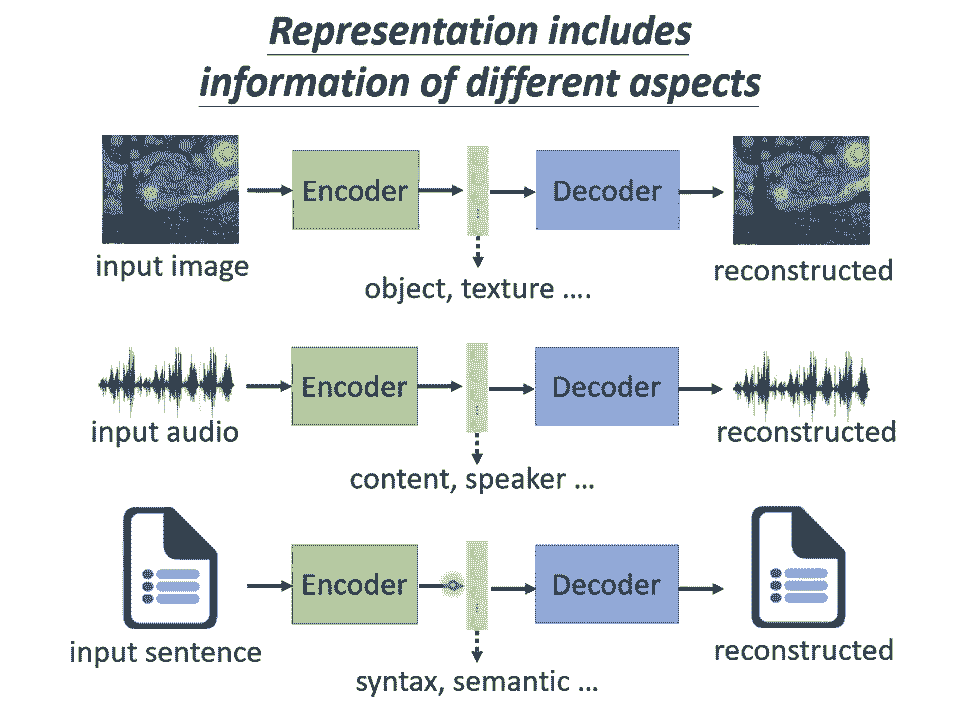 Representation includes
information of different aspects
Encoder
Decoder
input image
reconstructed
object, texture ....
Encoder
Decoder
input audio
reconstructed
content, speaker ...
Encoder
Decoder
input sentence
reconstructed
syntax, semantic ...